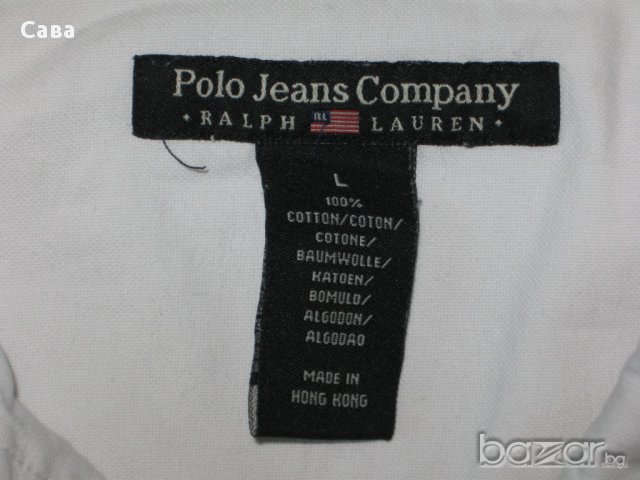 Сава
Polo Jeans Company
• RALPH RL LAUREN •
L
100%
COTTON/COTON/
COTONE/
BAUMWOLLE/
KATOEN/
BOMULD/
ALGODON/
ALGODAO
MADE IN
HONG KONG
bazar.bg